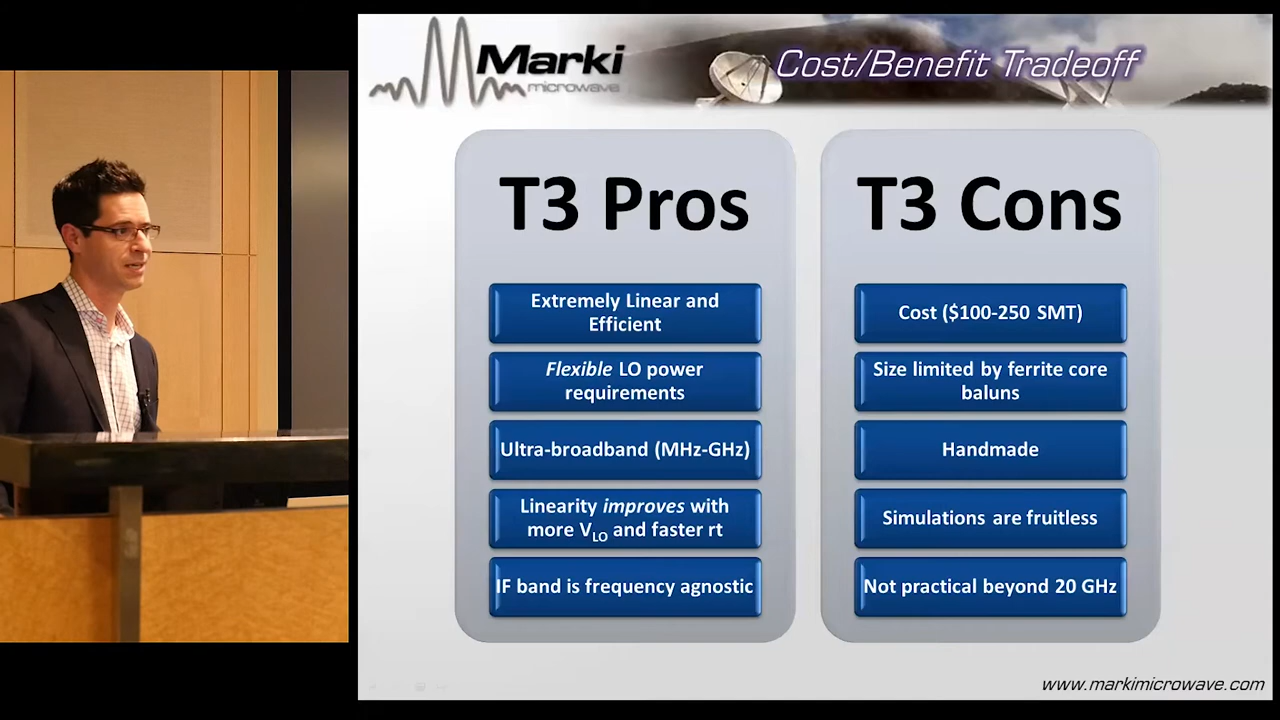 Marki
microwave
Cost/Benefit Tradeoff
T3 Pros
Extremely Linear and
Efficient
Flexible LO power
requirements
Ultra-broadband (MHz-GHz)
Linearity improves with
more VLO and faster rt
IF band is frequency agnostic
T3 Cons
Cost ($100-250 SMT)
Size limited by ferrite core
baluns
Handmade
Simulations are fruitless
Not practical beyond 20 GHz
www.markimicrowave.com